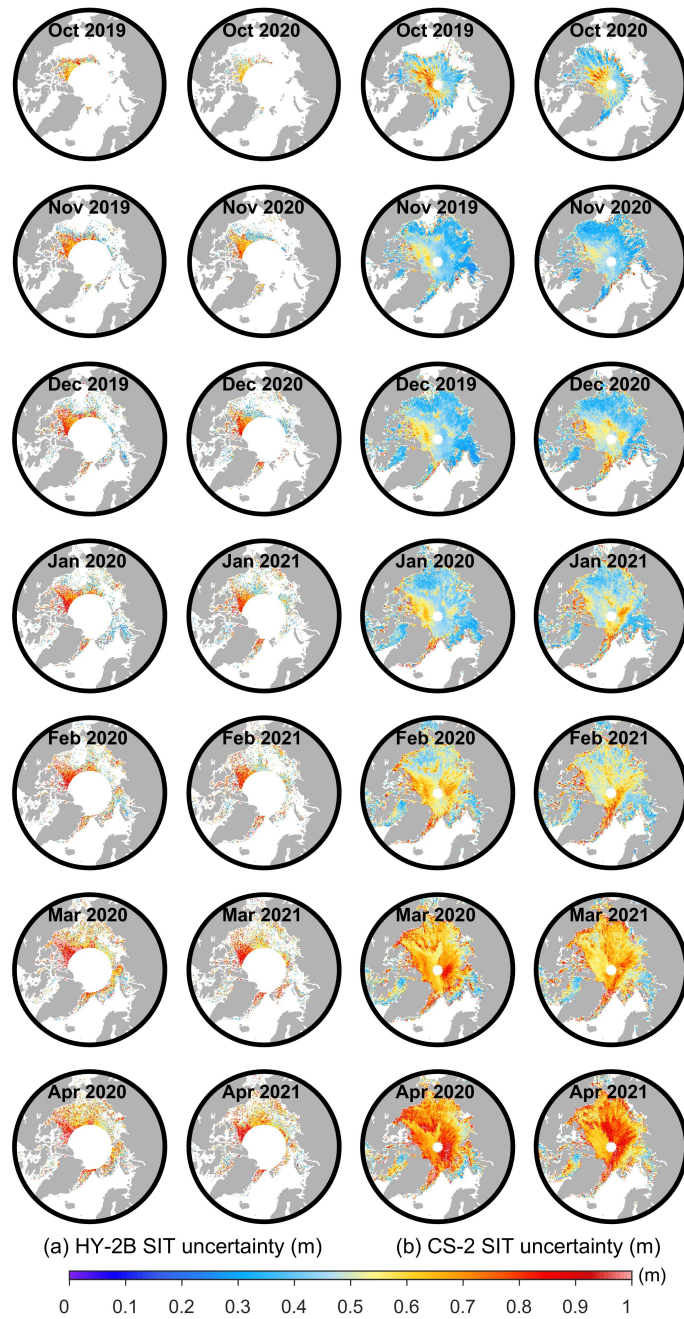 Oct 2019 Oct 2020 Oct 2019 Oct 2020
Nov 2019 Nov 2020 Nov 2019 Nov 2020
Dec 2019 Dec 2020 Dec 2019 Dec 2020
Jan 2020 Jan 2021 Jan 2020 Jan 2021
Feb 2020 Feb 2021 Feb 2020 Feb 2021
Mar 2020 Mar 2021 Mar 2020 Mar 2021
Apr 2020 Apr 2021 Apr 2020 Apr 2021
(a) HY-2B SIT uncertainty (m) (b) CS-2 SIT uncertainty (m)
(m)
0 0.1 0.2 0.3 0.4 0.5 0.6 0.7 0.8 0.9 1